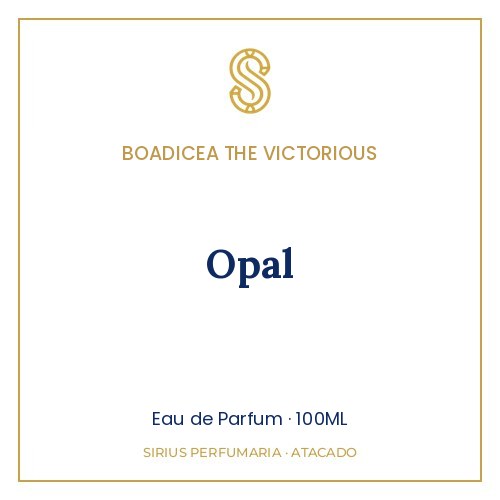 BOADICEA THE VICTORIOUS
Opal
Eau de Parfum · 100ML
SIRIUS PERFUMARIA · ATACADO